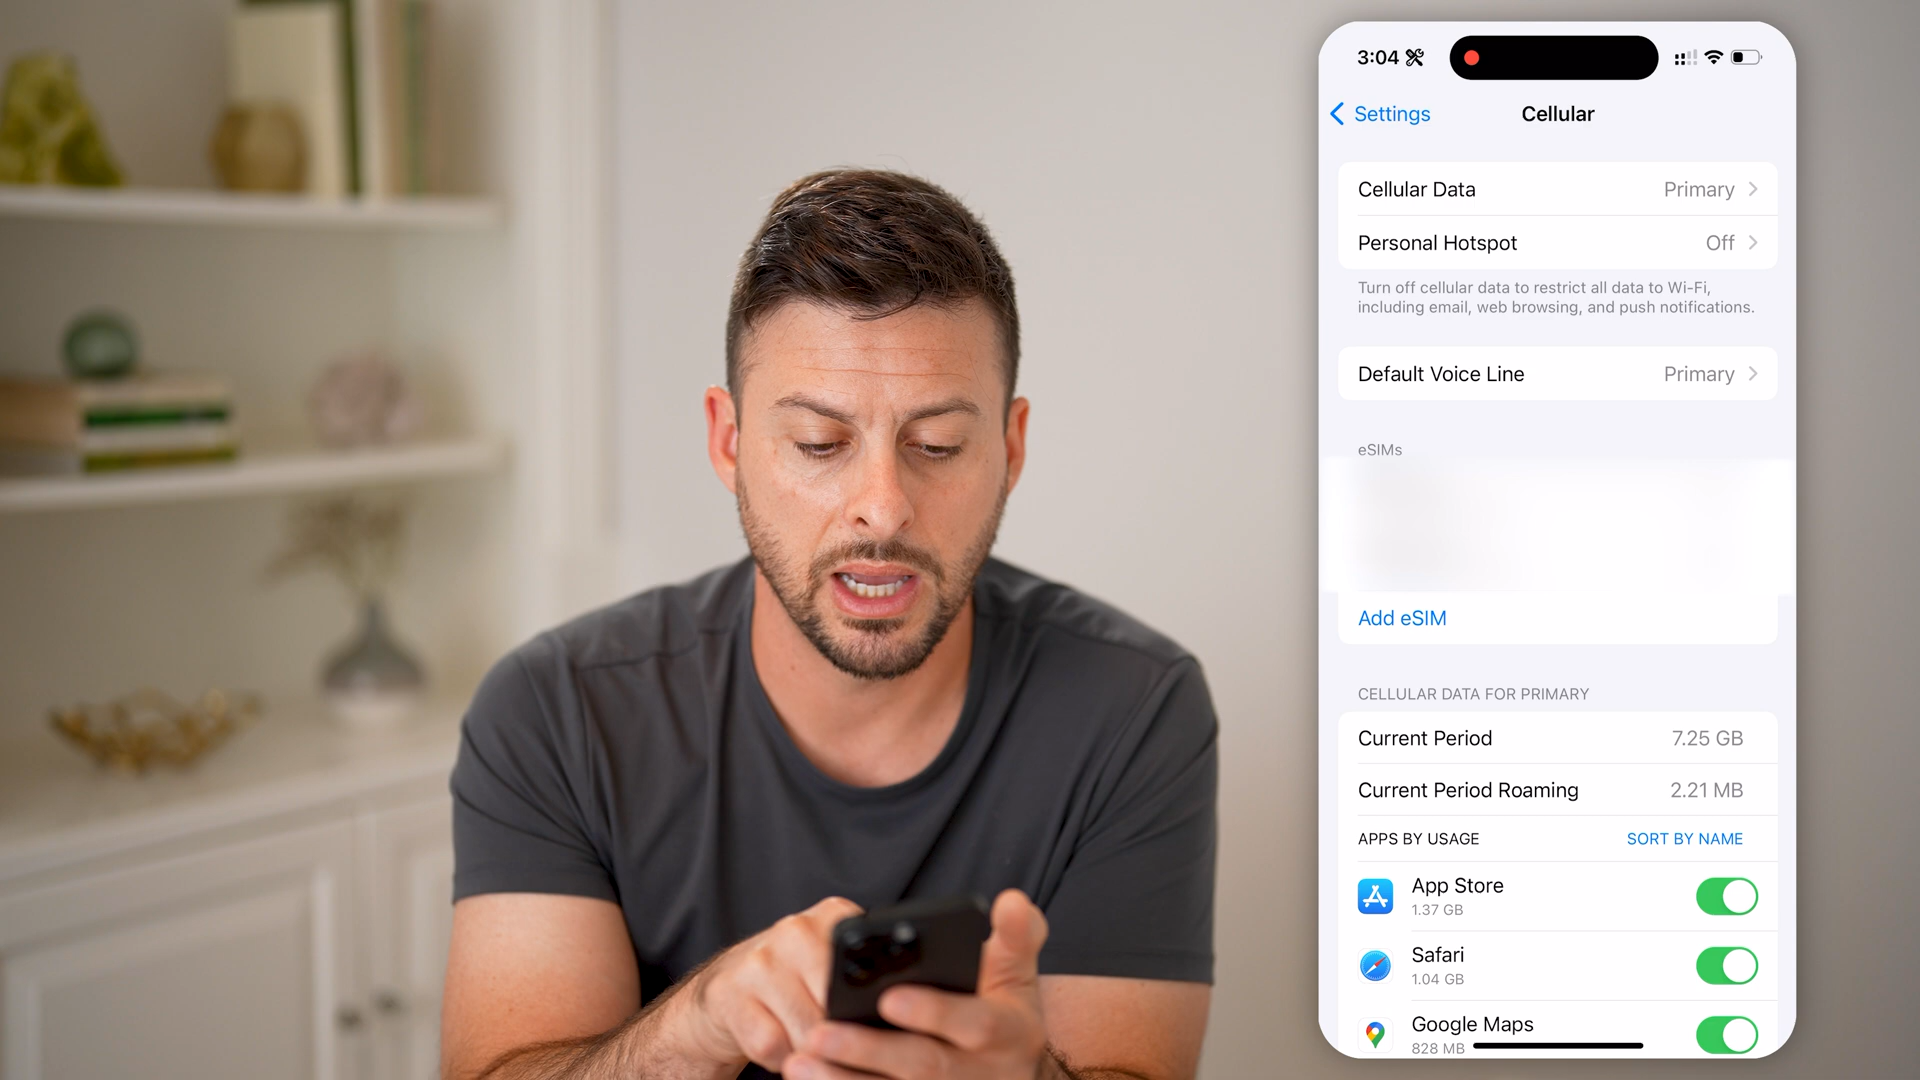 3:04
Settings
Cellular
Cellular Data Primary
Personal Hotspot Off
Turn off cellular data to restrict all data to Wi-Fi,
including email, web browsing, and push notifications.
Default Voice Line Primary
eSIMs
Add eSIM
CELLULAR DATA FOR PRIMARY
Current Period 7.25 GB
Current Period Roaming 2.21 MB
APPS BY USAGE SORT BY NAME
App Store
1.37 GB
Safari
1.04 GB
Google Maps
828 MB